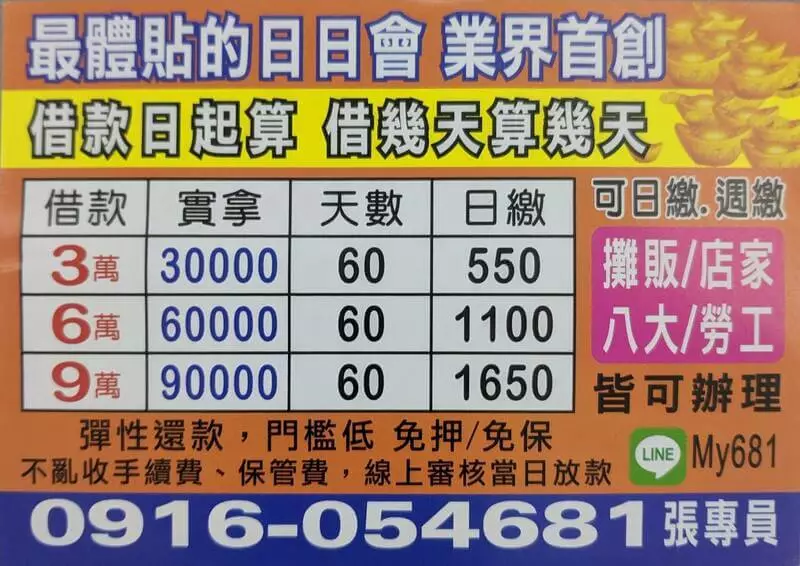 最體貼的日日會 業界首創
借款日起算 借幾天算幾天
借款 實拿 天數 日繳
3萬 30000 60 550
6萬 60000 60 1100
9萬 90000 60 1650
可日繳.週繳
攤販/店家
八大/勞工
皆可辦理
彈性還款，門檻低 免押/免保
不亂收手續費、保管費，線上審核當日放款
LINE My681
0916-054681 張專員